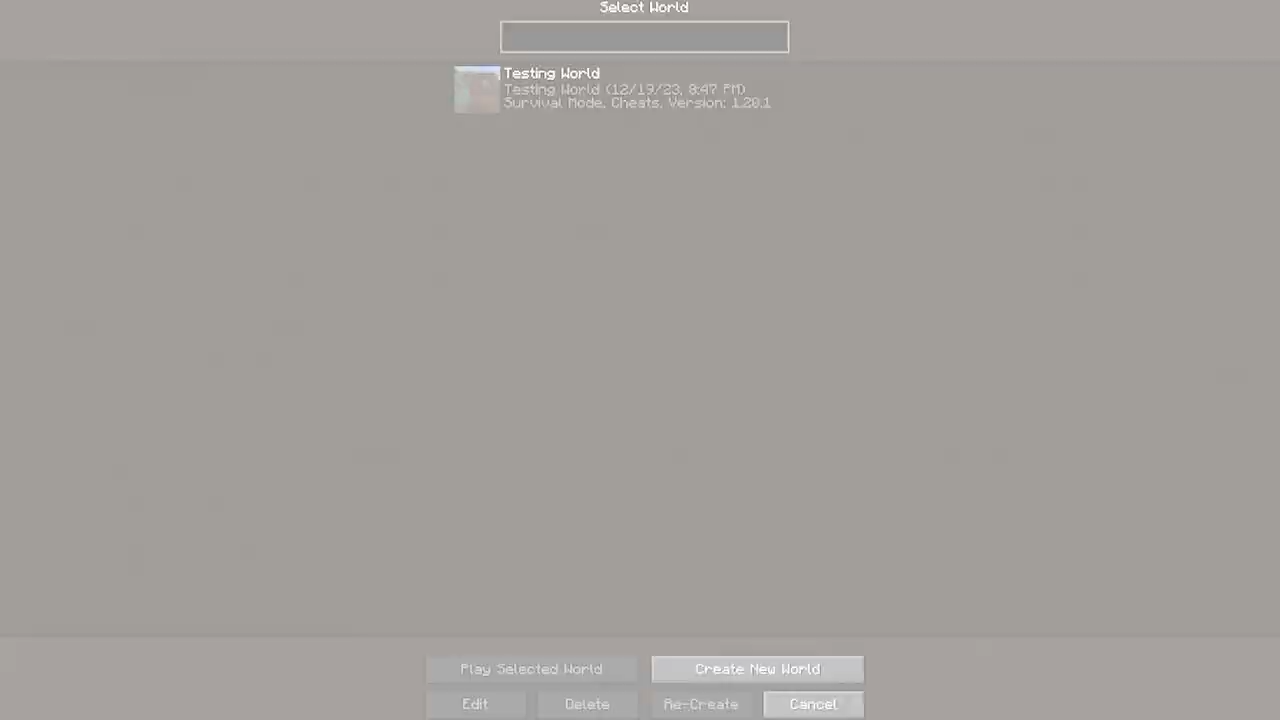 Select World
Testing World
Testing World (12/19/23, 8:47 PM)
Survival Mode, Cheats, Version: 1.20.1
Play Selected World
Create New World
Edit
Delete
Re-Create
Cancel